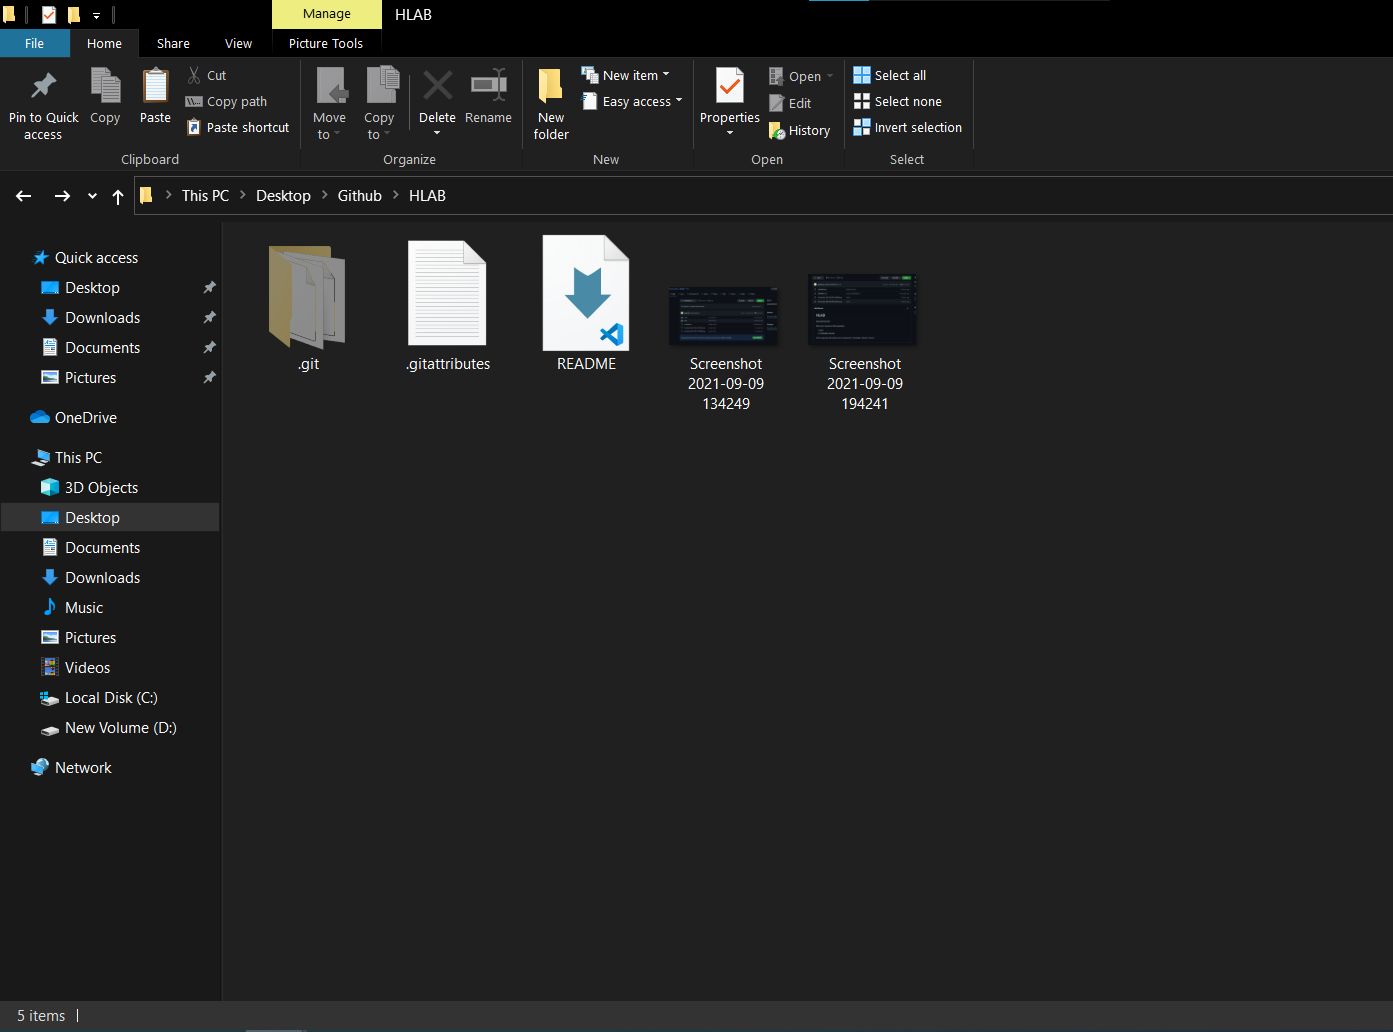 Manage
HLAB
File
Home
Share
View
Picture Tools
Pin to Quick
access
Copy
Paste
Cut
Copy path
Paste shortcut
Clipboard
Move
to
Copy
to
Delete
Rename
Organize
New
folder
New item
Easy access
New
Properties
Open
Edit
History
Open
Select all
Select none
Invert selection
Select
This PC
Desktop
Github
HLAB
Quick access
Desktop
Downloads
Documents
Pictures
OneDrive
This PC
3D Objects
Desktop
Documents
Downloads
Music
Pictures
Videos
Local Disk (C:)
New Volume (D:)
Network
.git
.gitattributes
README
Screenshot
2021-09-09
134249
Screenshot
2021-09-09
194241
5 items